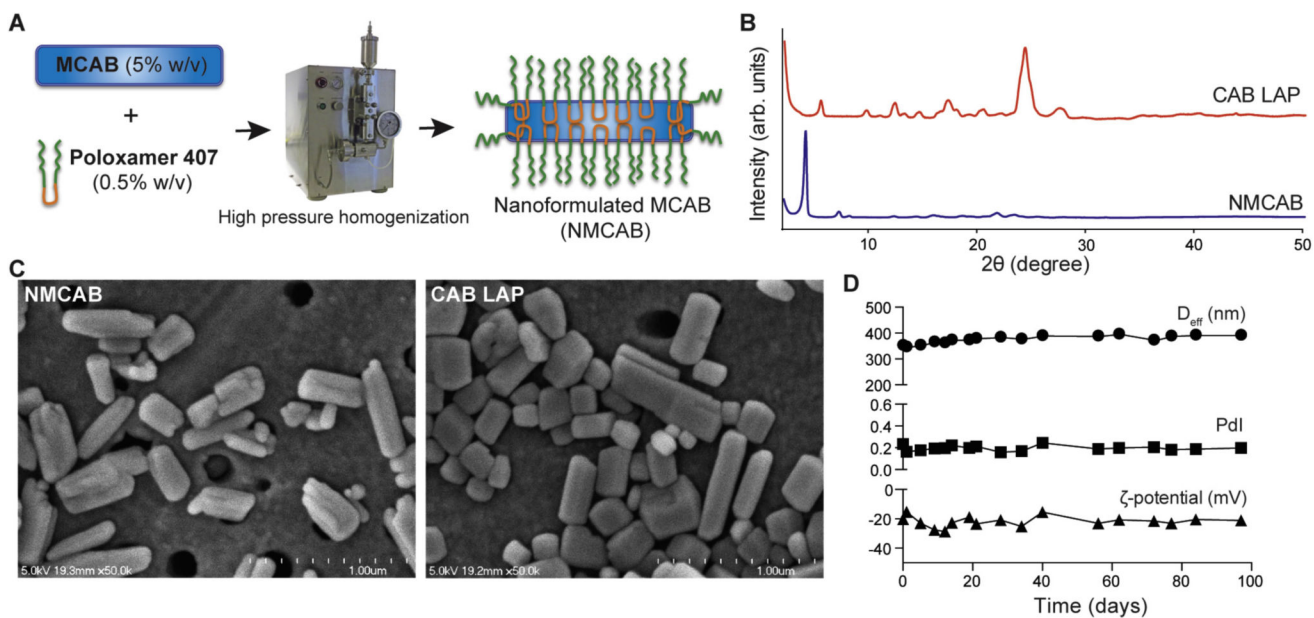 A
MCAB (5% w/v)
+
Poloxamer 407
(0.5% w/v)
High pressure homogenization
Nanoformulated MCAB
(NMCAB)
B
Intensity (arb. units)
CAB LAP
NMCAB
10 20 30 40 50
2θ (degree)
C
NMCAB
5.0kV 19.3mm x50.0k 1.00um
CAB LAP
5.0kV 19.2mm x50.0k 1.00um
D
Deff (nm)
500
400
300
200
PdI
0.6
0.4
0.2
0.0
ζ-potential (mV)
0
-20
-40
0 20 40 60 80 100
Time (days)